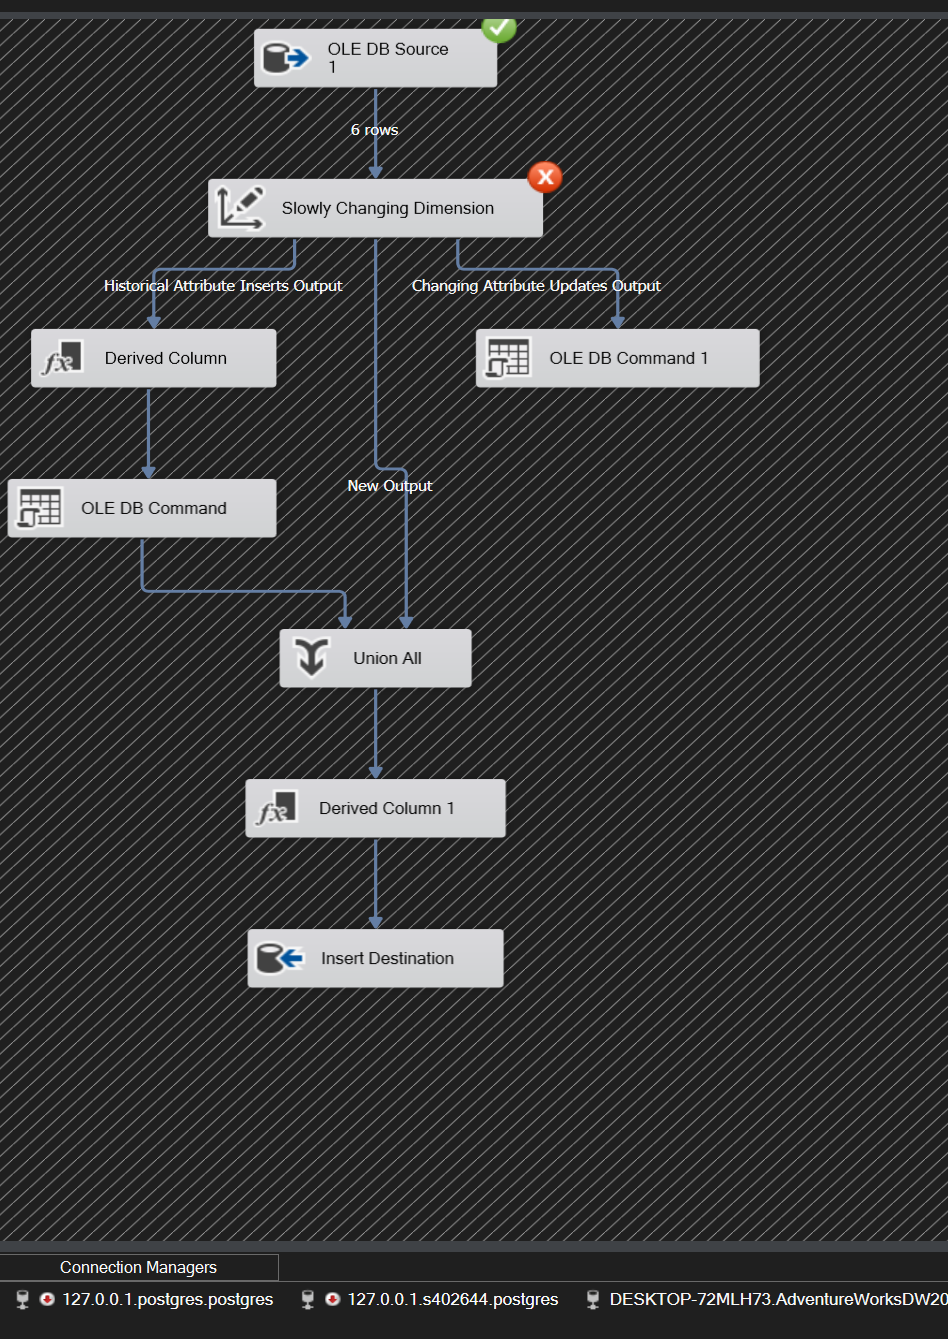 OLE DB Source
1
6 rows
Slowly Changing Dimension
Historical Attribute Inserts Output
Changing Attribute Updates Output
Derived Column
OLE DB Command 1
New Output
OLE DB Command
Union All
Derived Column 1
Insert Destination
Connection Managers
127.0.0.1.postgres.postgres
127.0.0.1.s402644.postgres
DESKTOP-72MLH73.AdventureWorksDW20